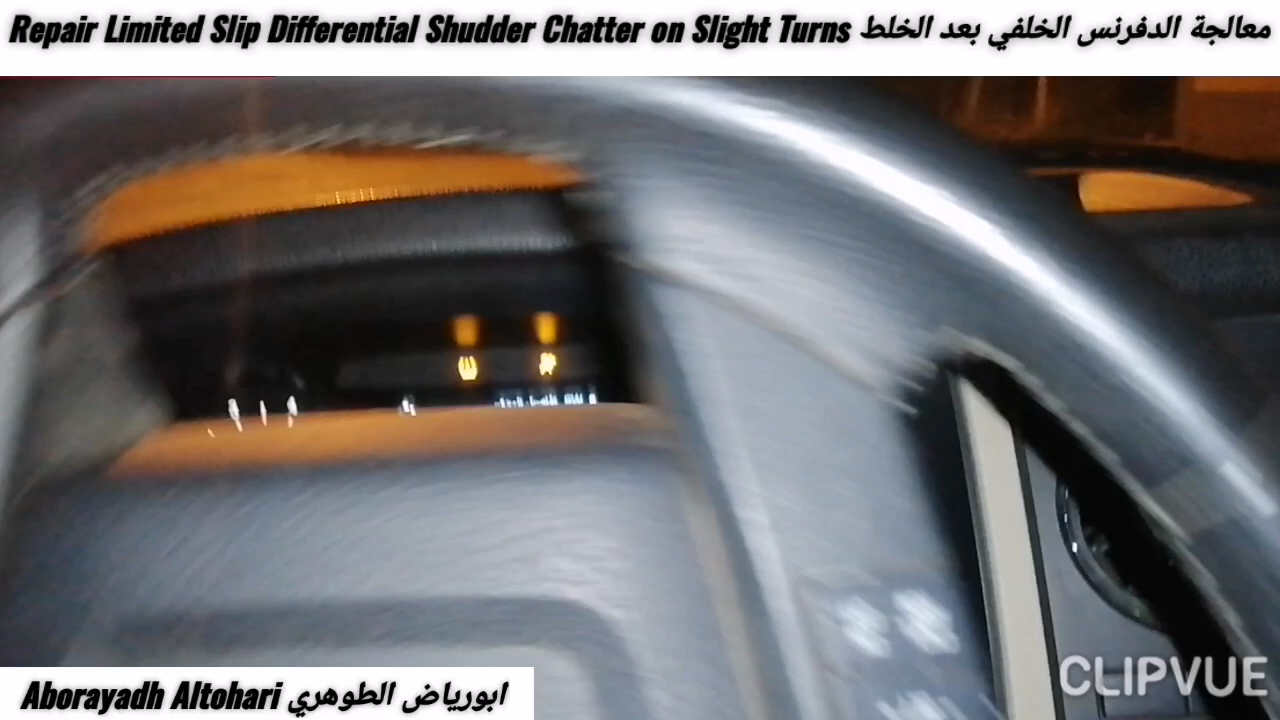 Repair Limited Slip Differential Shudder Chatter on Slight Turns معالجة الدفرنس الخلفي بعد الخلط
Aborayadh Altohari ابورياض الطوهري
CLIPVUE